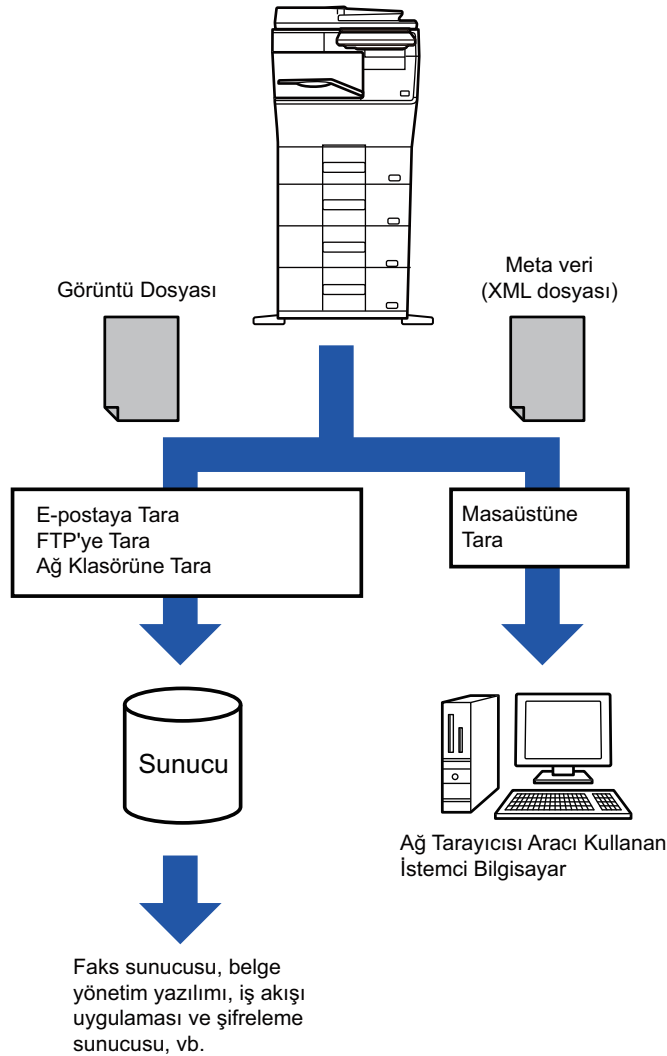 Görüntü Dosyası
Meta veri
(XML dosyası)
E-postaya Tara
FTP'ye Tara
Ağ Klasörüne Tara
Masaüstüne
Tara
Sunucu
Ağ Tarayıcısı Aracı Kullanan
İstemci Bilgisayar
Faks sunucusu, belge
yönetim yazılımı, iş akışı
uygulaması ve şifreleme
sunucusu, vb.